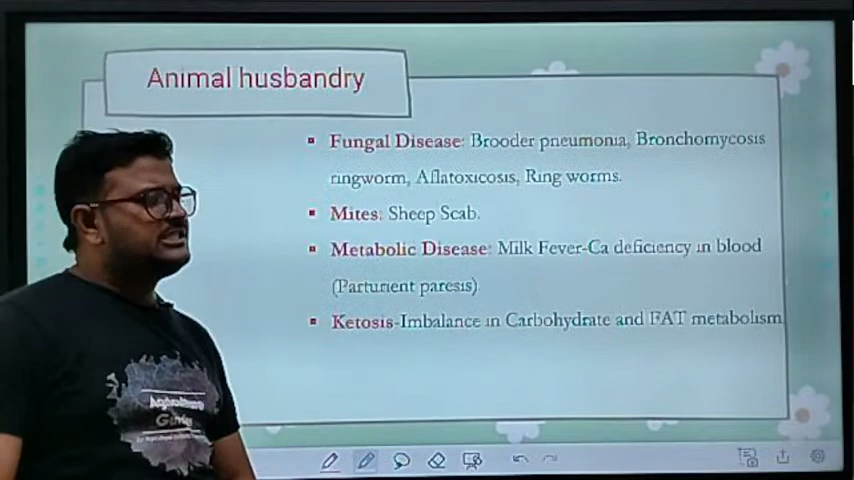 Animal husbandry
▪ Fungal Disease: Brooder pneumonia, Bronchomycosis
ringworm, Aflatoxicosis, Ring worms.
▪ Mites: Sheep Scab.
▪ Metabolic Disease: Milk Fever-Ca deficiency in blood
(Parturient paresis)
▪ Ketosis-Imbalance in Carbohydrate and FAT metabolism
Agriculture